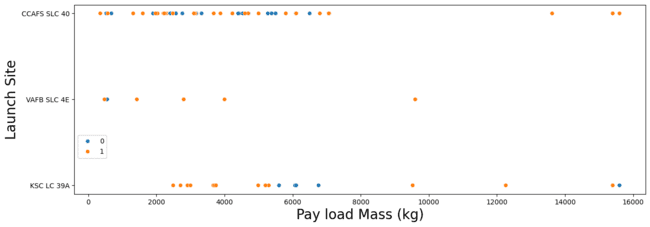 CCAFS SLC 40
VAFB SLC 4E
KSC LC 39A
Launch Site
0
1
0 2000 4000 6000 8000 10000 12000 14000 16000
Pay load Mass (kg)